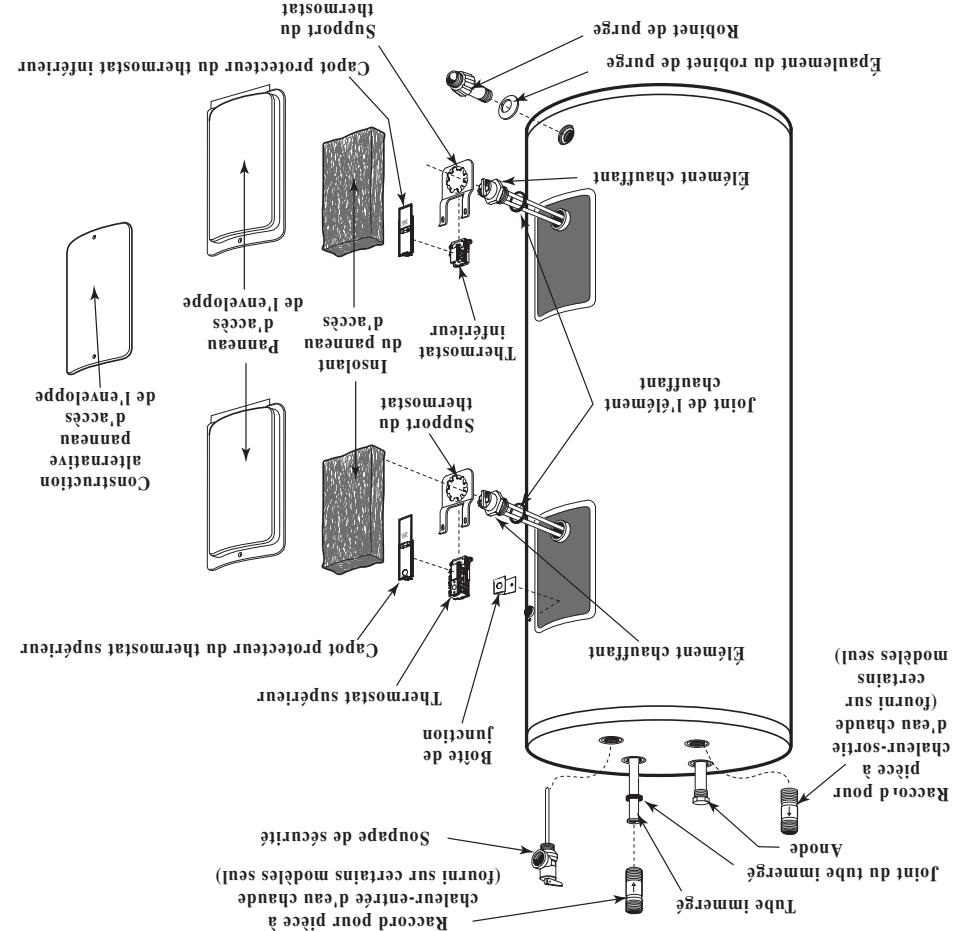 Tube immergé
Raccord pour pièce à
chaleur-entrée d'eau chaude
(fourni sur certains modèles seul)
Joint du tube immergé
Anode
Soupape de sécurité
Raccord pour
pièce à
chaleur-sortie
d'eau chaude
(fourni sur
certains
modèles seul)
Boîte de
junction
Thermostat supérieur
Élément chauffant
Capot protecteur du thermostat supérieur
Support du
thermostat
Construction
alternative
panneau
d'accès
de l'enveloppe
Joint de l'élément
chauffant
Thermostat
inférieur
Insolant
du panneau
d'accès
Panneau
d'accès
de l'enveloppe
Élément chauffant
Épaulement du robinet de purge
Capot protecteur du thermostat inférieur
Robinet de purge
Support du
thermostat